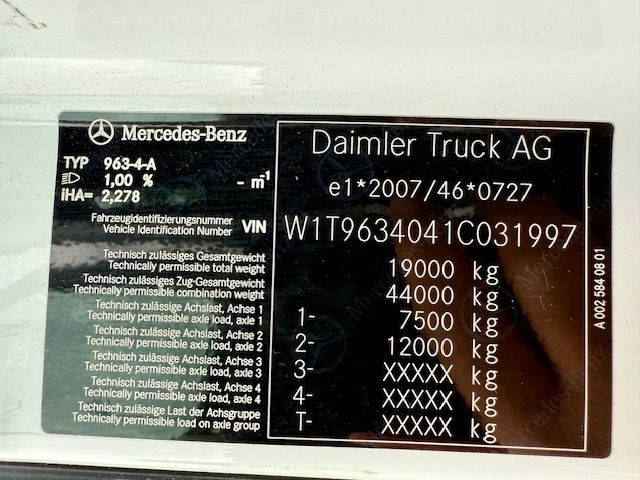 Mercedes-Benz
TYP 963-4-A
1,00 % - m⁻¹
iHA= 2,278
Fahrzeugidentifizierungsnummer
Vehicle Identification Number VIN
Technisch zulässiges Gesamtgewicht
Technically permissible total weight
Technisch zulässiges Zug-Gesamtgewicht
Technically permissible combination weight
Technisch zulässige Achslast, Achse 1
Technically permissible axle load, axle 1
Technisch zulässige Achslast, Achse 2
Technically permissible axle load, axle 2
Technisch zulässige Achslast, Achse 3
Technically permissible axle load, axle 3
Technisch zulässige Achslast, Achse 4
Technically permissible axle load, axle 4
Technisch zulässige Last der Achsgruppe
Technically permissible load on axle group
Daimler Truck AG
e1*2007/46*0727
W1T9634041C031997
19000 kg
44000 kg
1- 7500 kg
2- 12000 kg
3- XXXXX kg
4- XXXXX kg
T- XXXXX kg
A 002 584 08 01